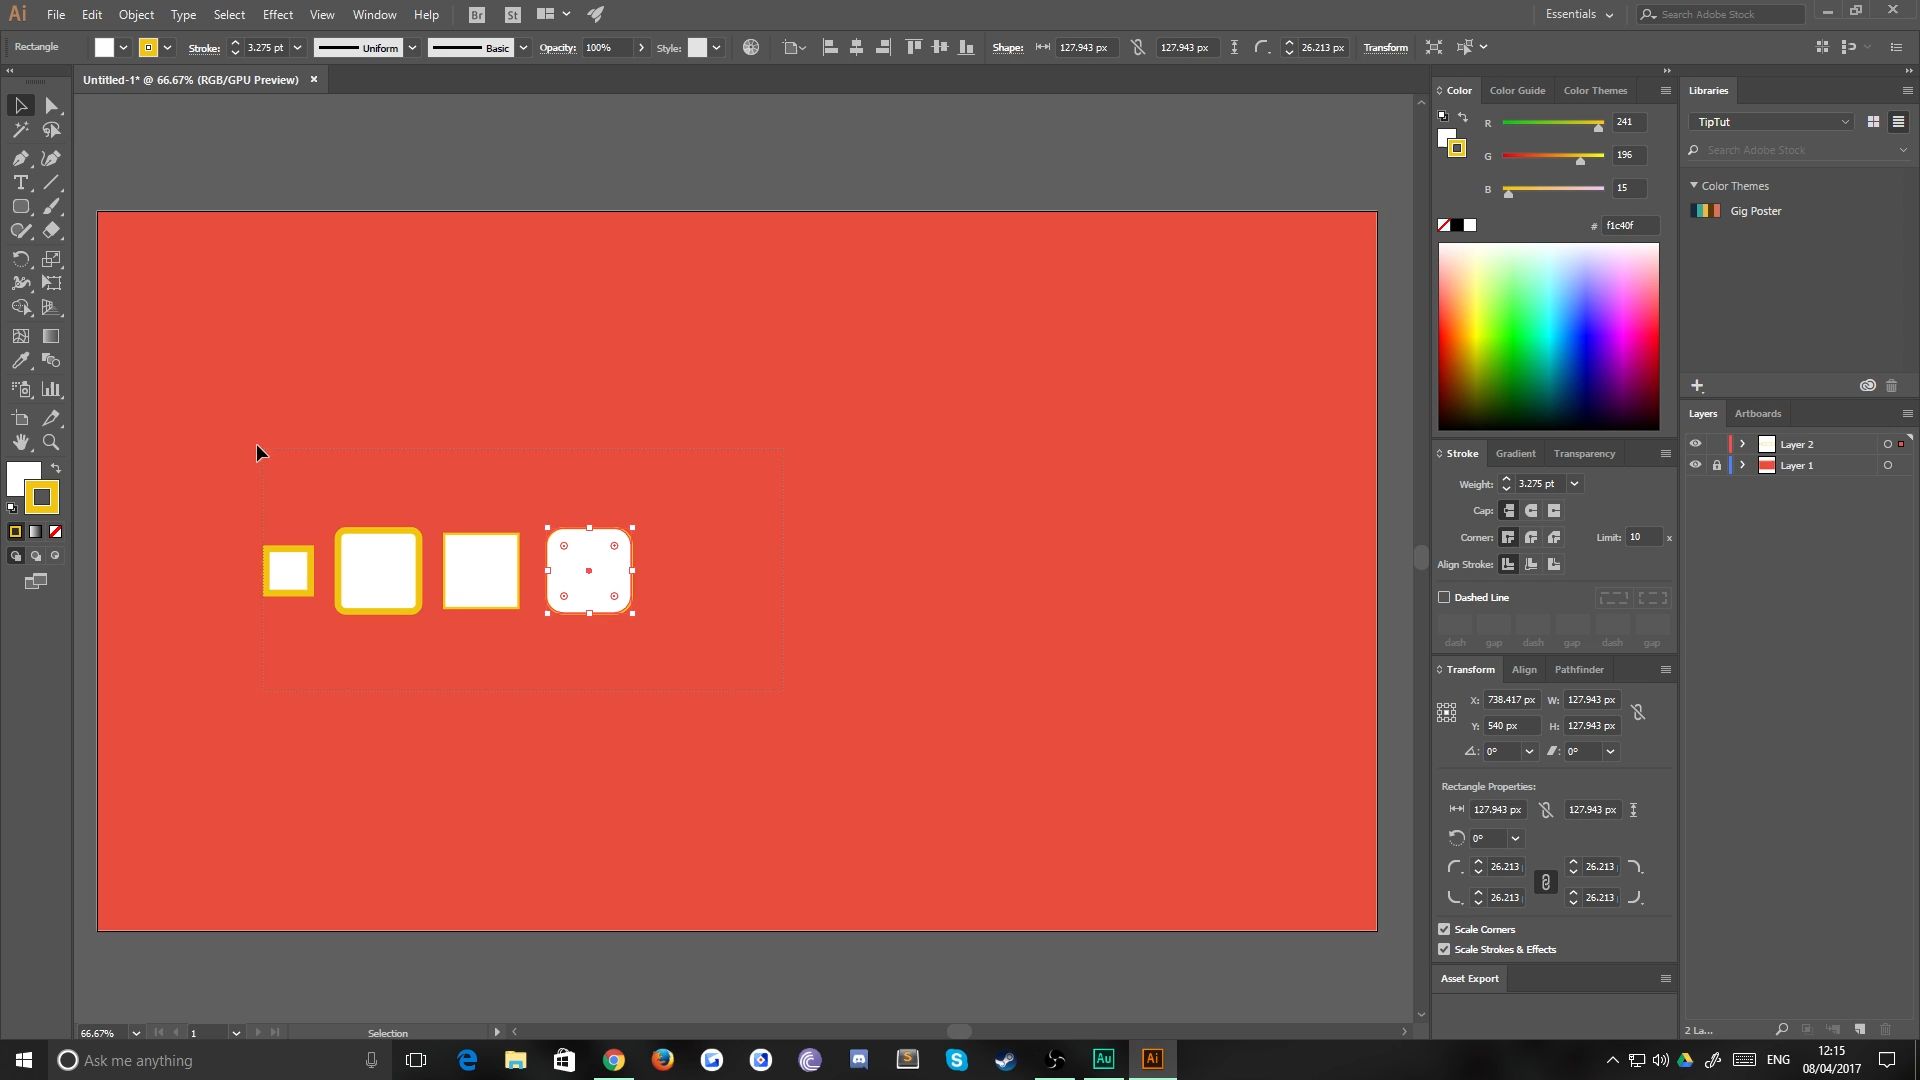 Ai File Edit Object Type Select Effect View Window Help Br St Essentials Search Adobe Stock
Rectangle Stroke: 3.275 pt Uniform Basic Opacity: 100% Style: Shape: 127.943 px 127.943 px 26.213 px Transform
Untitled-1* @ 66.67% (RGB/GPU Preview) ×
Color Color Guide Color Themes
R 241
G 196
B 15
# f1c40f
Stroke Gradient Transparency
Weight: 3.275 pt
Cap:
Corner: Limit: 10 x
Align Stroke:
Dashed Line
dash gap dash gap dash gap
Transform Align Pathfinder
X: 738.417 px W: 127.943 px
Y: 540 px H: 127.943 px
0° 0°
Rectangle Properties:
127.943 px 127.943 px
0°
26.213 26.213
26.213 26.213
Scale Corners
Scale Strokes & Effects
Asset Export
Libraries
TipTut
Search Adobe Stock
Color Themes
Gig Poster
Layers Artboards
Layer 2
Layer 1
2 La...
66.67% 1 Selection
Ask me anything
Au Ai
ENG 12:15
08/04/2017